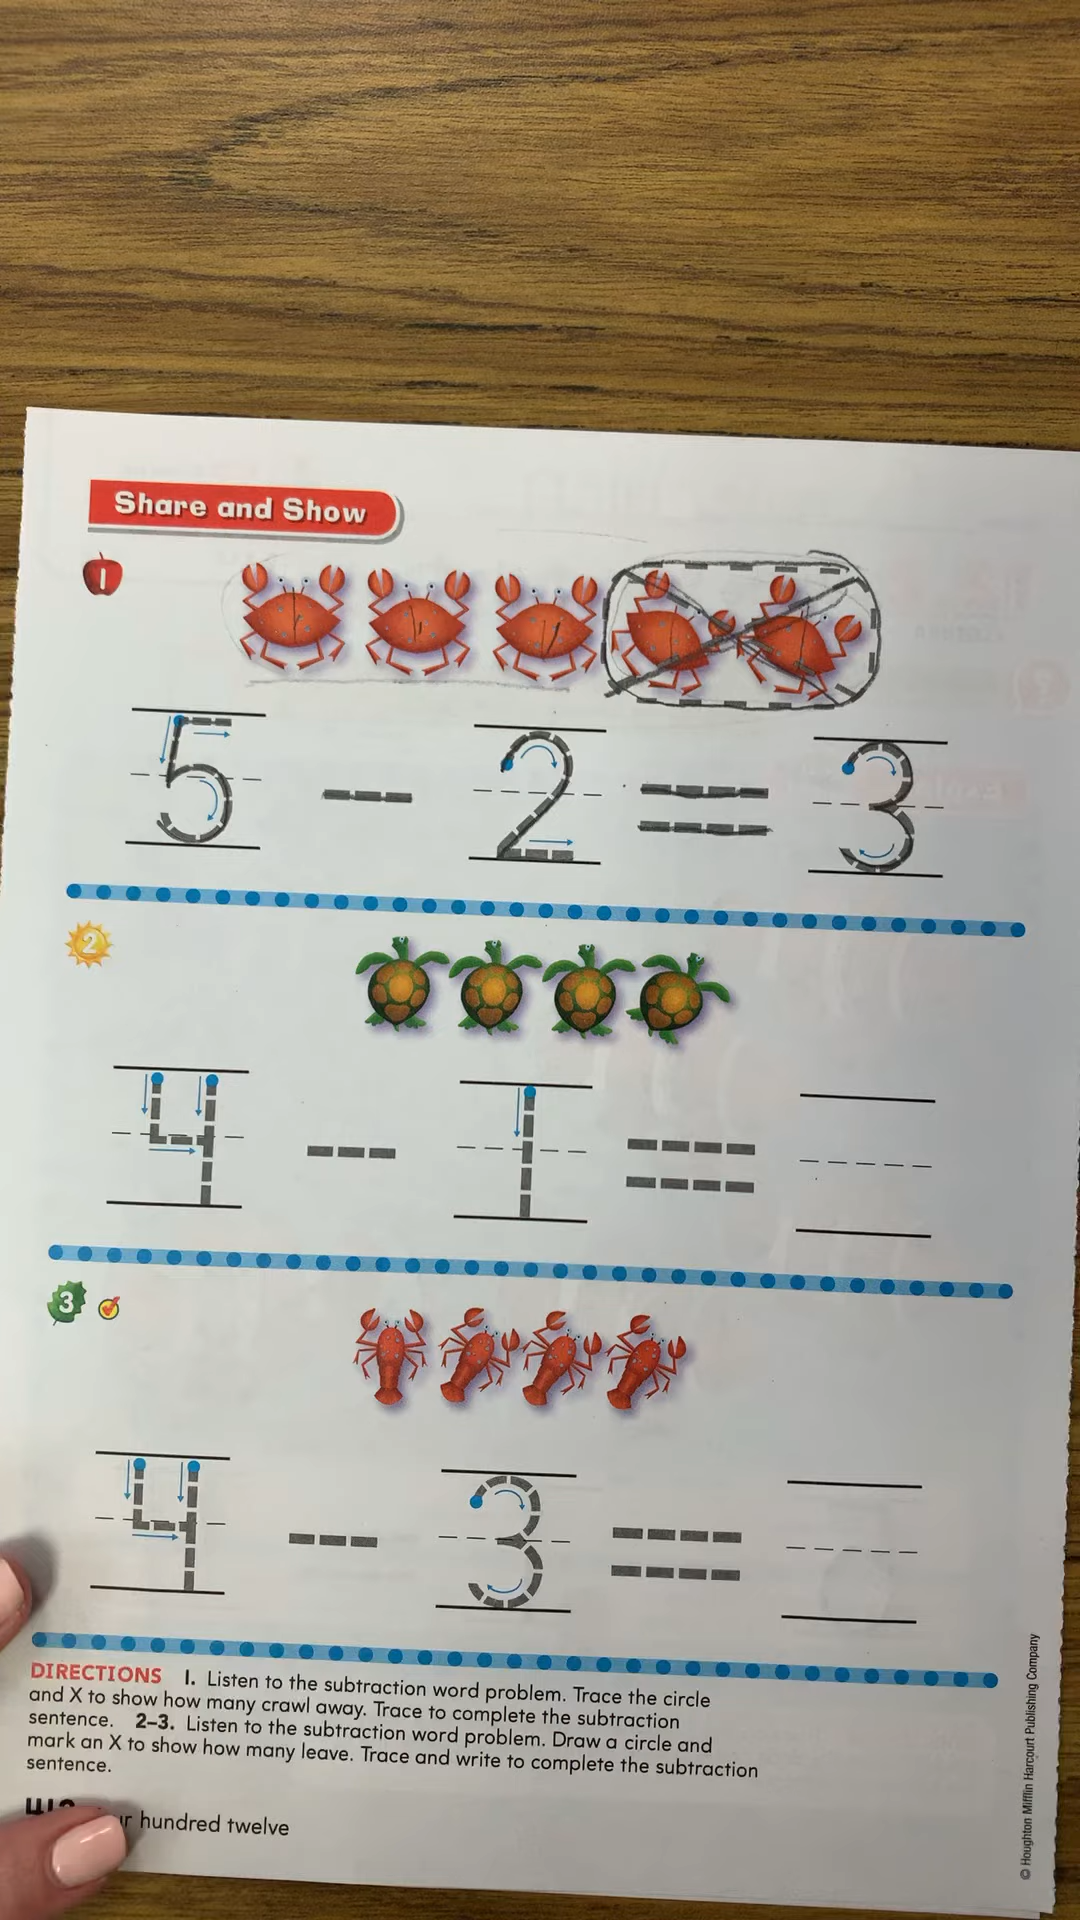 Share and Show
1
5 - 2 = 3
2
4 - 1 =
3
4 - 3 =
DIRECTIONS 1. Listen to the subtraction word problem. Trace the circle
and X to show how many crawl away. Trace to complete the subtraction
sentence. 2–3. Listen to the subtraction word problem. Draw a circle and
mark an X to show how many leave. Trace and write to complete the subtraction
sentence.
hundred twelve
© Houghton Mifflin Harcourt Publishing Company